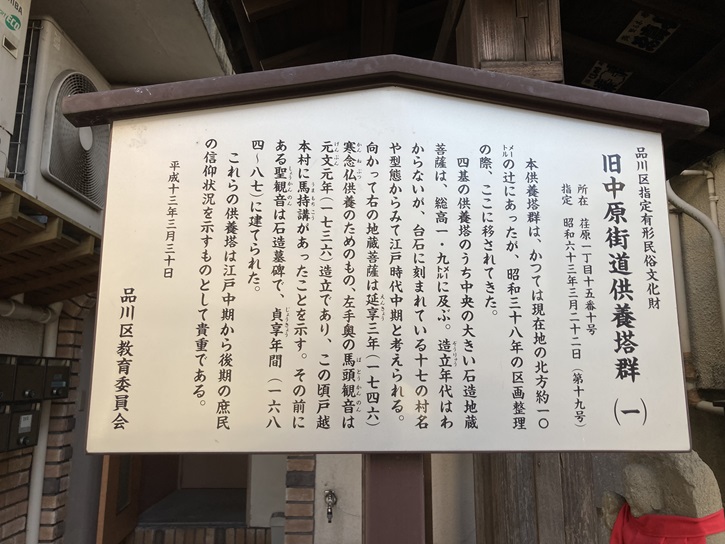 品川区指定有形民俗文化財
旧中原街道供養塔群(一)
所在 荏原一丁目十五番十号
指定 昭和六十三年三月二十二日(第十九号)
本供養塔群は、かつては現在地の北方約一〇
メートルの辻にあったが、昭和三十八年の区画整理
の際、ここに移されてきた。
四基の供養塔のうち中央の大きい石造地蔵
菩薩は、総高一・九メートルに及ぶ。造立年代はわ
からないが、台石に刻まれている十七の村名
や型態からみて江戸時代中期と考えられる。
向かって右の地蔵菩薩は延享三年(一七四六)
寒念仏供養のためのもの、左手奥の馬頭観音は
元文元年(一七三六)造立であり、この頃戸越
本村に馬持講があったことを示す。その前に
ある聖観音は石造墓碑で、貞享年間(一六八
四〜八七)に建てられた。
これらの供養塔は江戸中期から後期の庶民
の信仰状況を示すものとして貴重である。
平成十三年三月三十日
品川区教育委員会